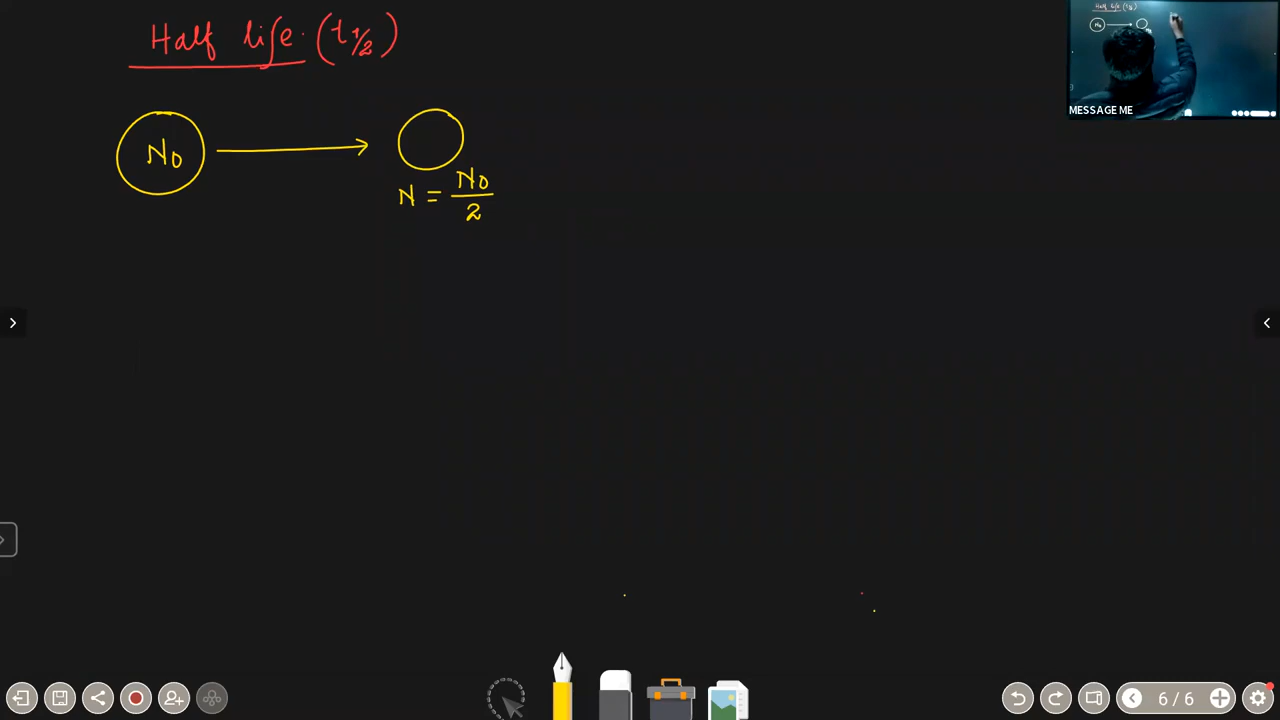 Half life. (t1/2)
N0
N = N0/2
MESSAGE ME
6/6